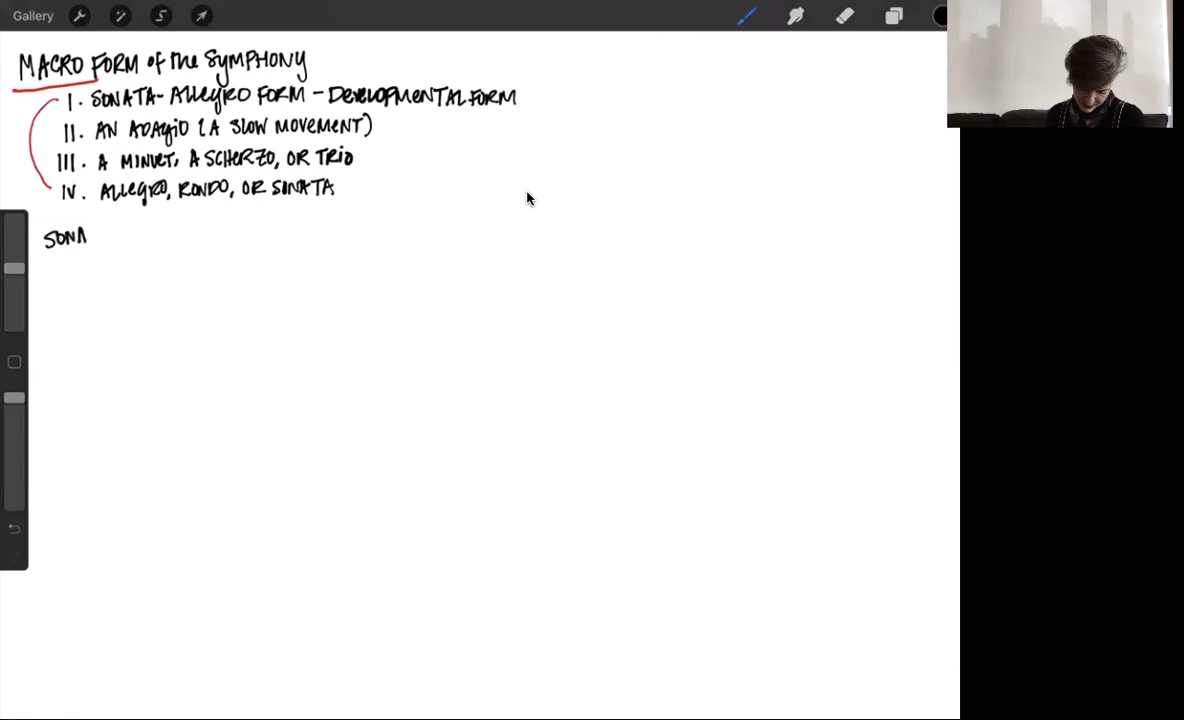 Gallery
MACRO FORM of the SYMPHONY
I. SONATA-ALLEGRO FORM - DEVELOPMENTAL FORM
II. AN ADAGIO (A SLOW MOVEMENT)
III. A MINUET, A SCHERZO, OR TRIO
IV. ALLEGRO, RONDO, OR SONATA
SONA